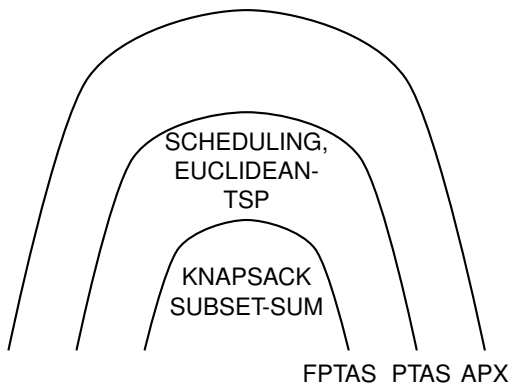 SCHEDULING,
EUCLIDEAN-
TSP
KNAPSACK
SUBSET-SUM
FPTAS PTAS APX